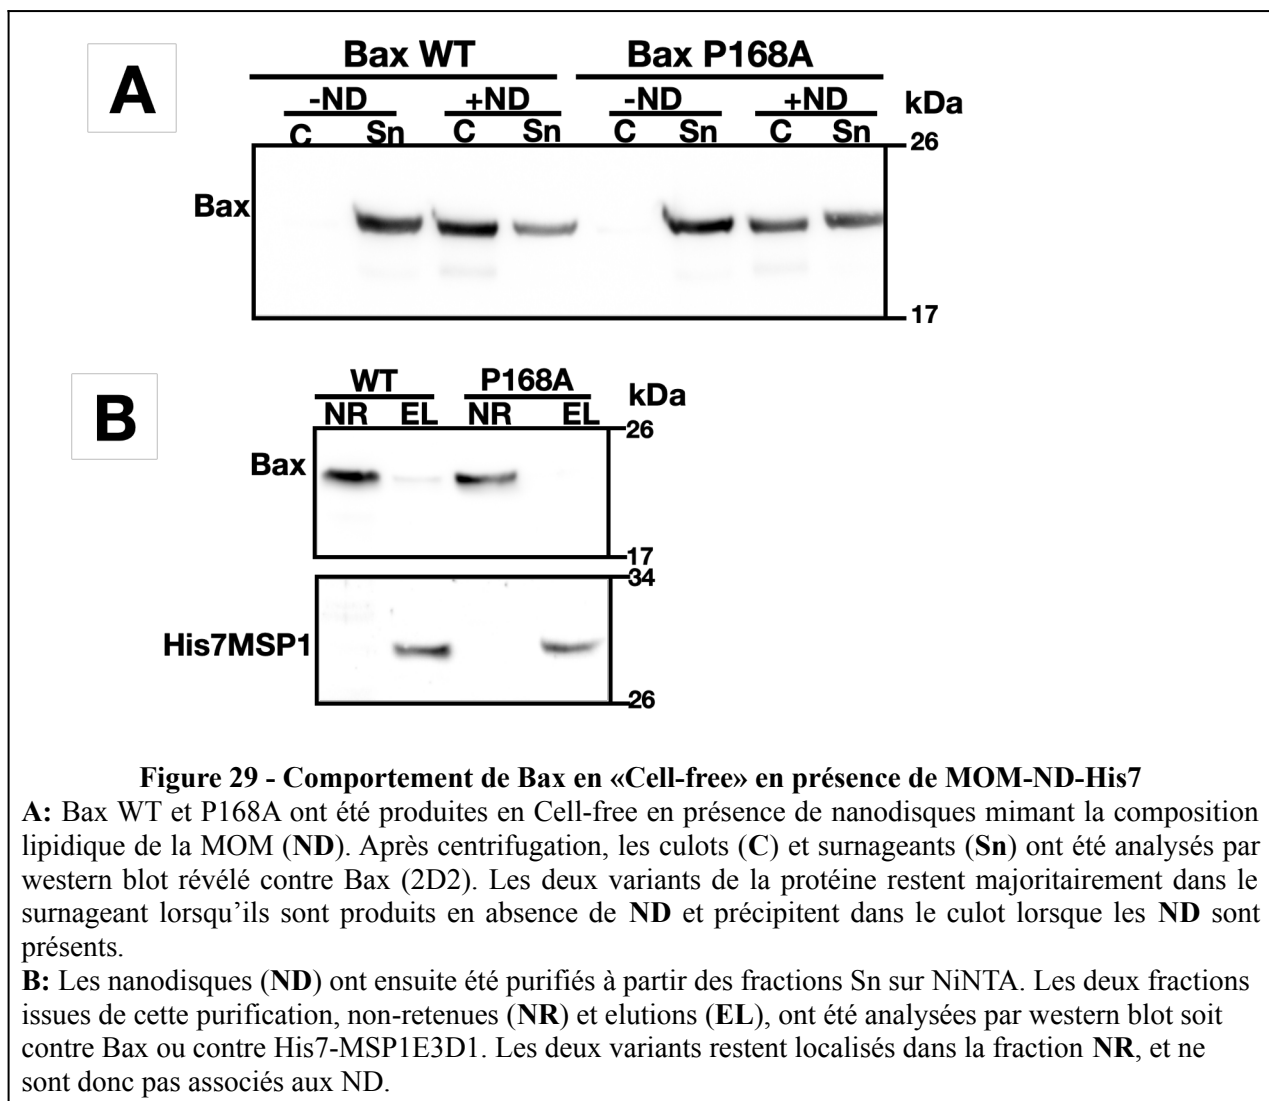 A
Bax WT Bax P168A
-ND +ND -ND +ND kDa
C Sn C Sn C Sn C Sn
26
Bax
17
B
WT P168A
kDa
NR EL NR EL
26
Bax
17
34
His7MSP1
26
Figure 29 - Comportement de Bax en «Cell-free» en présence de MOM-ND-His7
A: Bax WT et P168A ont été produites en Cell-free en présence de nanodisques mimant la composition
lipidique de la MOM (ND). Après centrifugation, les culots (C) et surnageants (Sn) ont été analysés par
western blot révélé contre Bax (2D2). Les deux variants de la protéine restent majoritairement dans le
surnageant lorsqu’ils sont produits en absence de ND et précipitent dans le culot lorsque les ND sont
présents.
B: Les nanodisques (ND) ont ensuite été purifiés à partir des fractions Sn sur NiNTA. Les deux fractions
issues de cette purification, non-retenues (NR) et elutions (EL), ont été analysées par western blot soit
contre Bax ou contre His7-MSP1E3D1. Les deux variants restent localisés dans la fraction NR, et ne
sont donc pas associés aux ND.